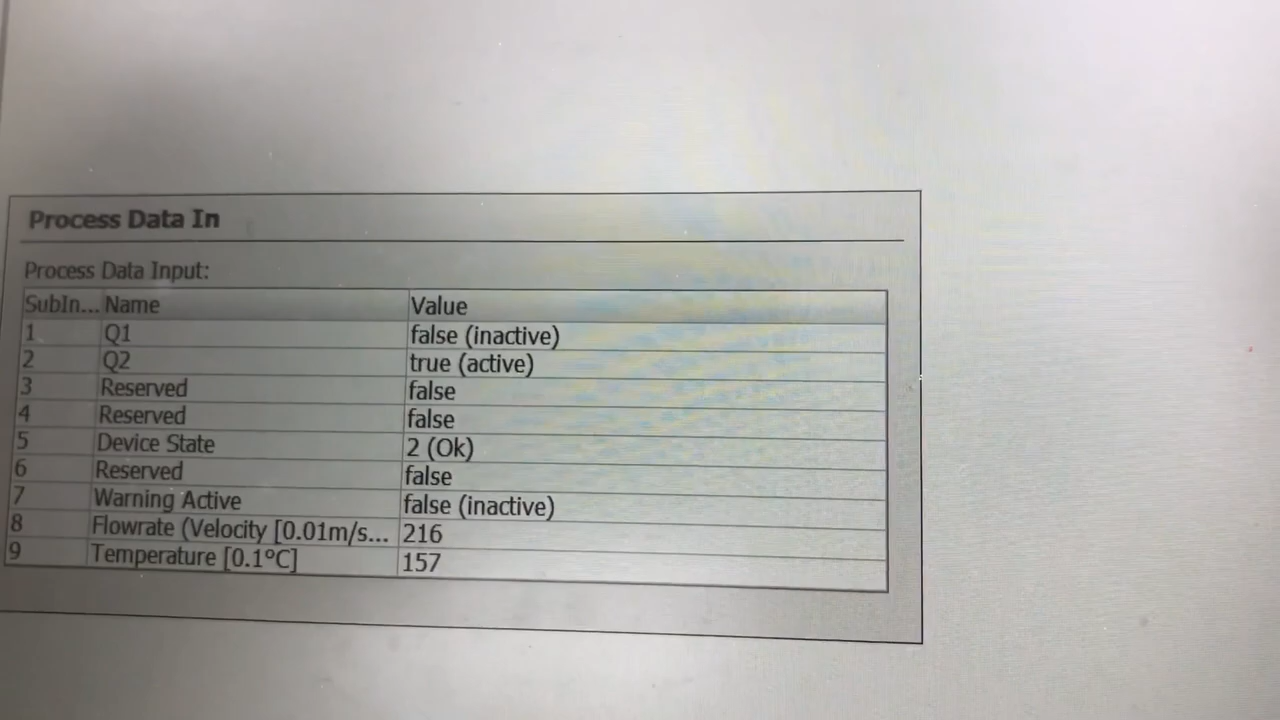 Process Data In
Process Data Input:
SubIn... Name Value
1 Q1 false (inactive)
2 Q2 true (active)
3 Reserved false
4 Reserved false
5 Device State 2 (Ok)
6 Reserved false
7 Warning Active false (inactive)
8 Flowrate (Velocity [0.01m/s... 216
9 Temperature [0.1°C] 157